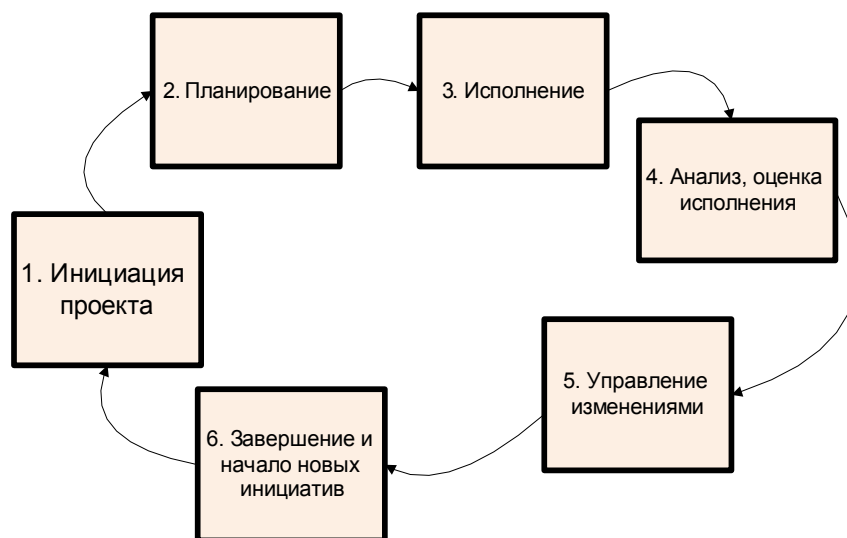 1. Инициация
проекта
2. Планирование
3. Исполнение
4. Анализ, оценка
исполнения
5. Управление
изменениями
6. Завершение и
начало новых
инициатив